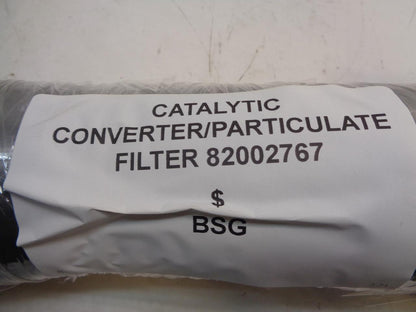 CATALYTIC
CONVERTER/PARTICULATE
FILTER 82002767
$
BSG